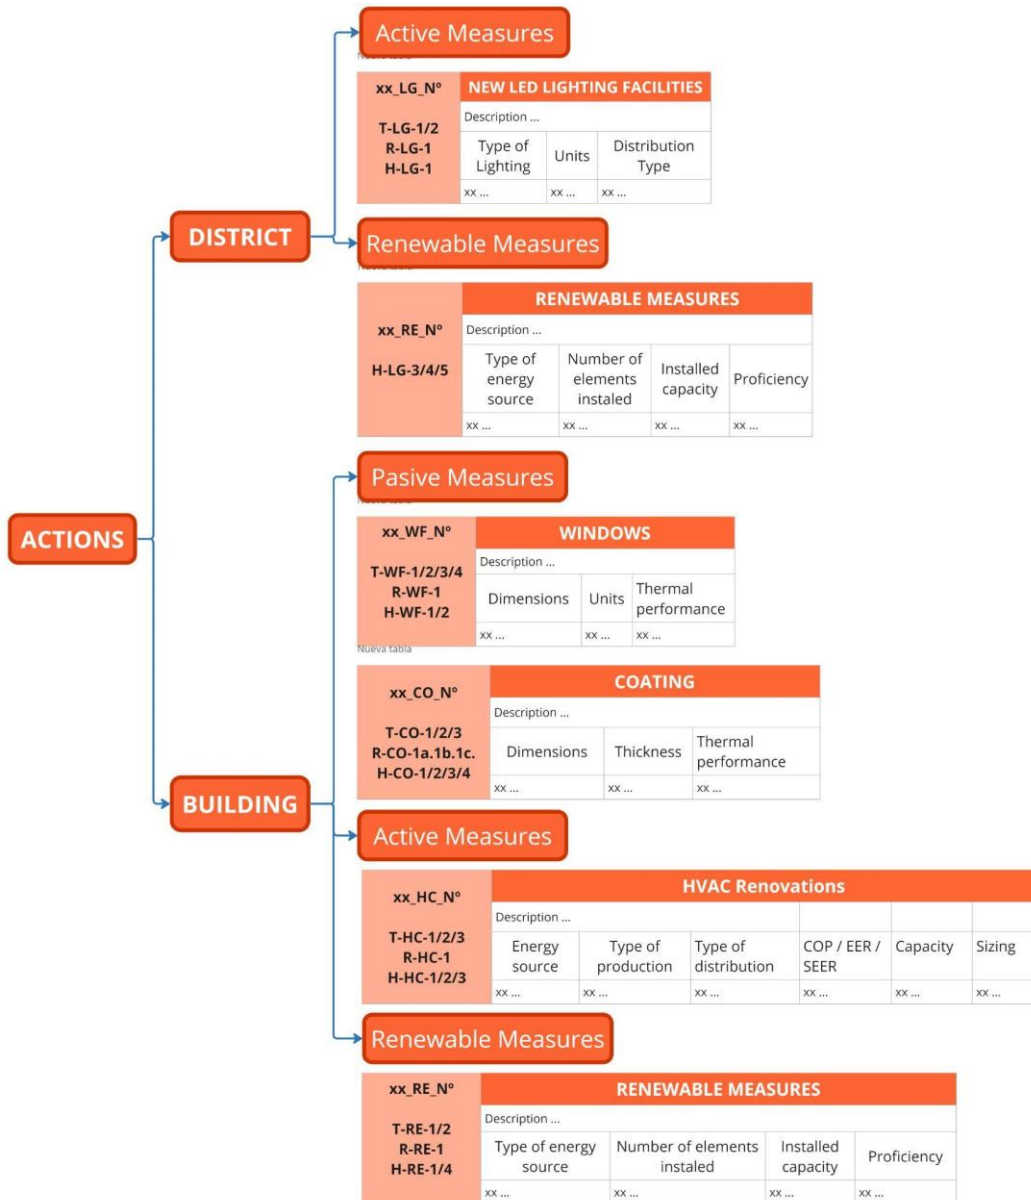 Active Measures
xx_LG_Nº
T-LG-1/2
R-LG-1
H-LG-1
NEW LED LIGHTING FACILITIES
Description ...
Type of Lighting
Units
Distribution Type
xx ...
xx ...
xx ...
DISTRICT
Renewable Measures
xx_RE_Nº
H-LG-3/4/5
RENEWABLE MEASURES
Description ...
Type of energy source
Number of elements instaled
Installed capacity
Proficiency
xx ...
xx ...
xx ...
xx ...
ACTIONS
Pasive Measures
xx_WF_Nº
T-WF-1/2/3/4
R-WF-1
H-WF-1/2
WINDOWS
Description ...
Dimensions
Units
Thermal performance
xx ...
xx ...
xx ...
Nueva tabla
xx_CO_Nº
T-CO-1/2/3
R-CO-1a.1b.1c.
H-CO-1/2/3/4
COATING
Description ...
Dimensions
Thickness
Thermal performance
xx ...
xx ...
xx ...
BUILDING
Active Measures
xx_HC_Nº
T-HC-1/2/3
R-HC-1
H-HC-1/2/3
HVAC Renovations
Description ...
Energy source
Type of production
Type of distribution
COP / EER / SEER
Capacity
Sizing
xx ...
xx ...
xx ...
xx ...
xx ...
xx ...
Renewable Measures
xx_RE_Nº
T-RE-1/2
R-RE-1
H-RE-1/4
RENEWABLE MEASURES
Description ...
Type of energy source
Number of elements instaled
Installed capacity
Proficiency
xx ...
xx ...
xx ...
xx ...